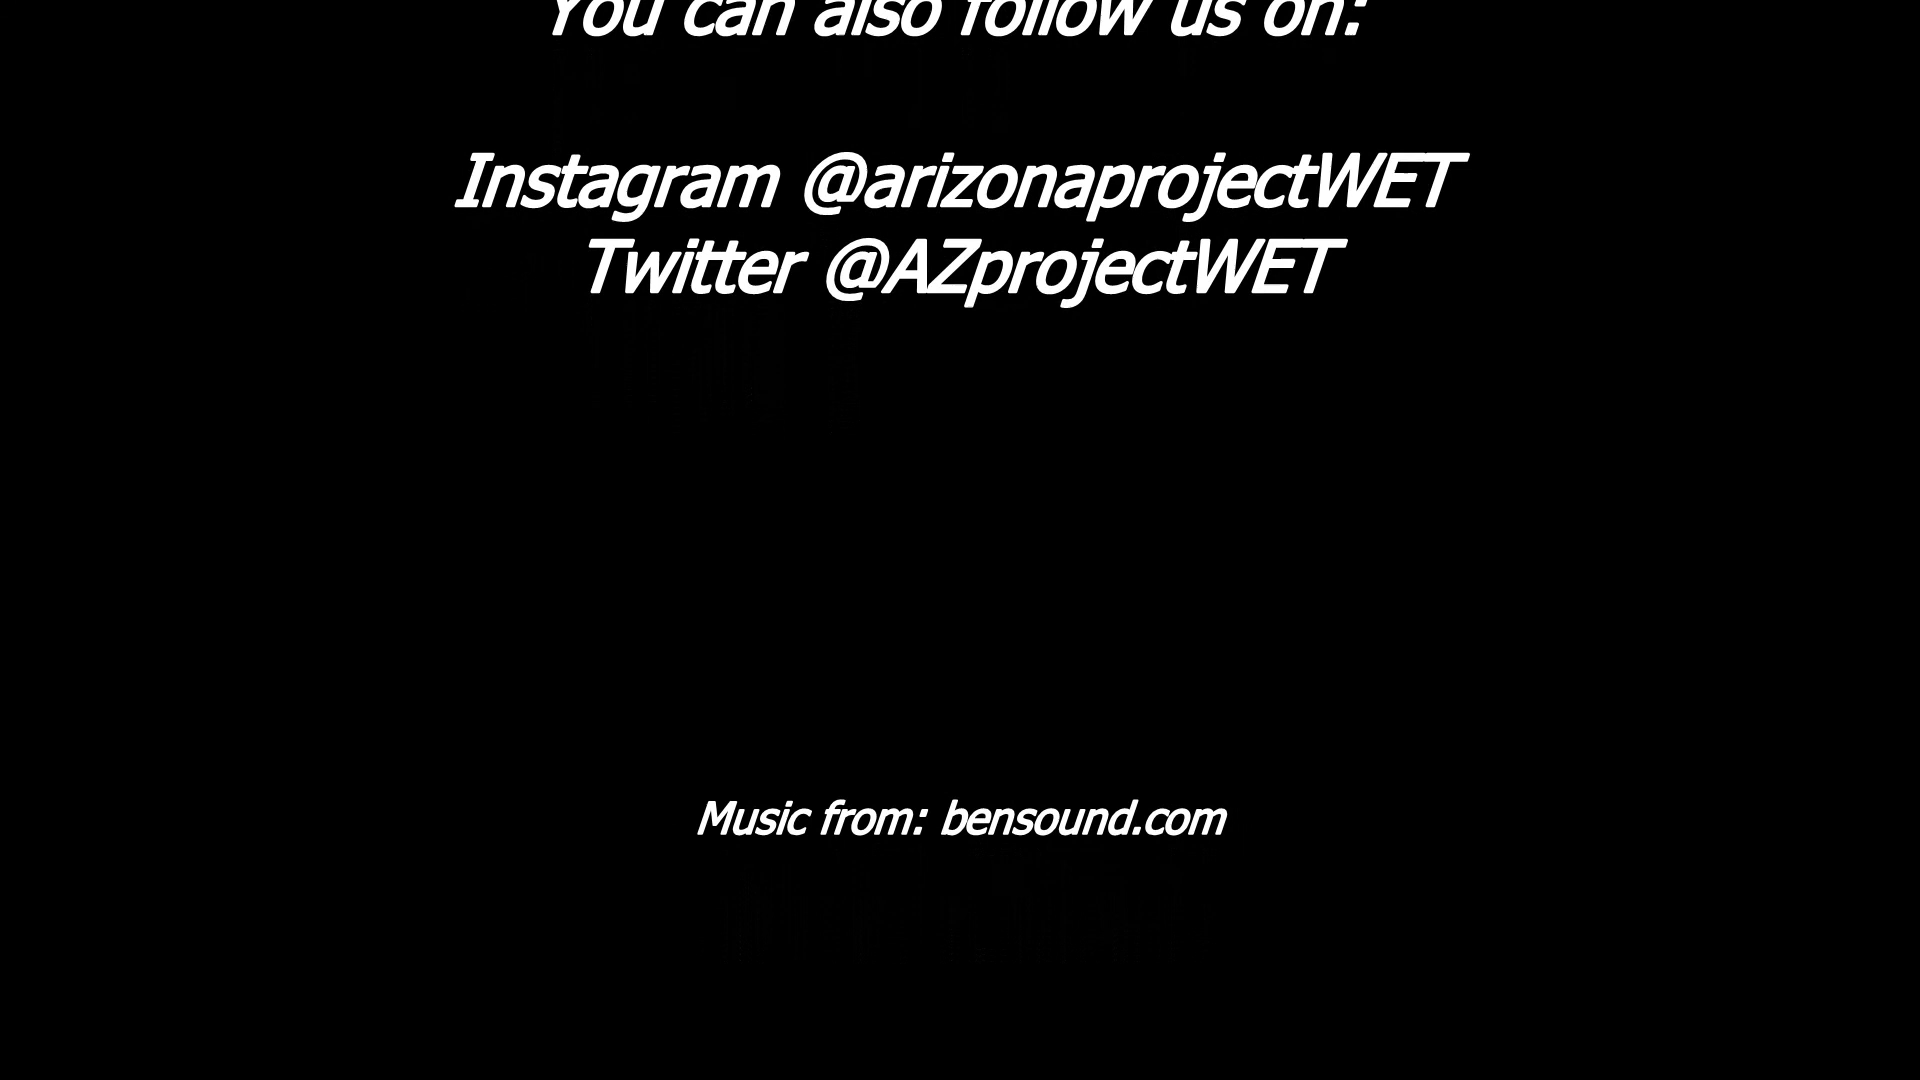 You can also follow us on:
Instagram @arizonaprojectWET
Twitter @AZprojectWET
Music from: bensound.com